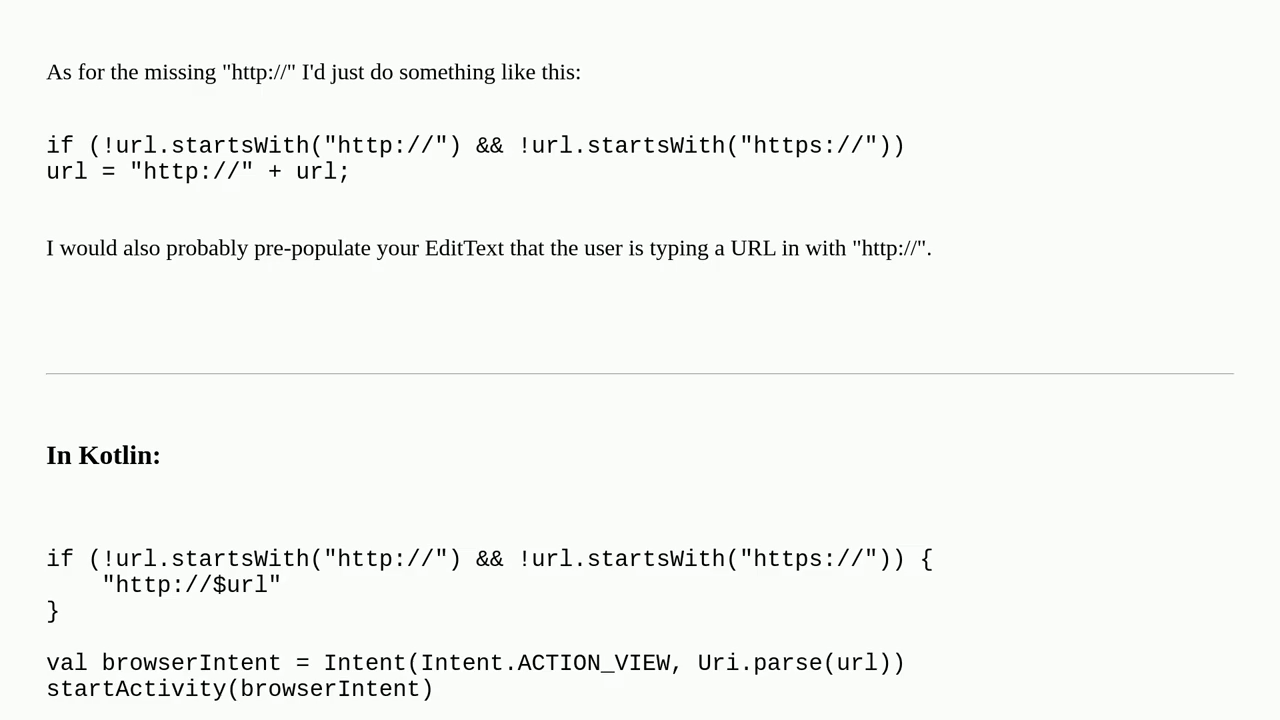 As for the missing "http://" I'd just do something like this:
if (!url.startsWith("http://") && !url.startsWith("https://"))
url = "http://" + url;
I would also probably pre-populate your EditText that the user is typing a URL in with "http://".
In Kotlin:
if (!url.startsWith("http://") && !url.startsWith("https://")) {
    "http://$url"
}
val browserIntent = Intent(Intent.ACTION_VIEW, Uri.parse(url))
startActivity(browserIntent)